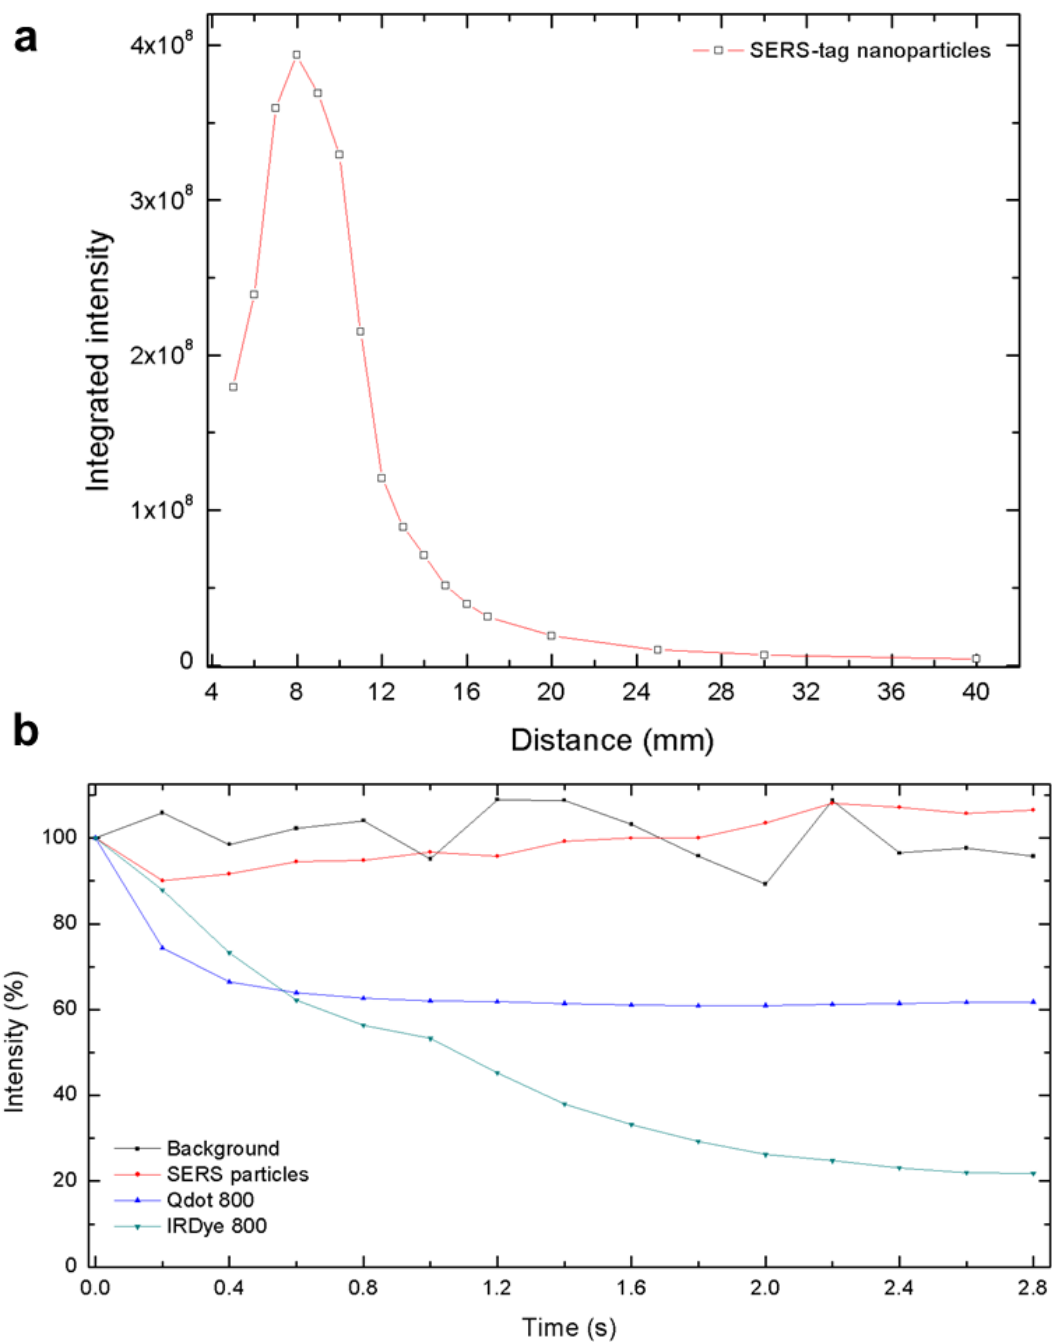 a
4x10⁸
SERS-tag nanoparticles
3x10⁸
2x10⁸
1x10⁸
0
Integrated intensity
4 8 12 16 20 24 28 32 36 40
Distance (mm)
b
100
80
60
40
20
0
Intensity (%)
Background
SERS particles
Qdot 800
IRDye 800
0.0 0.4 0.8 1.2 1.6 2.0 2.4 2.8
Time (s)